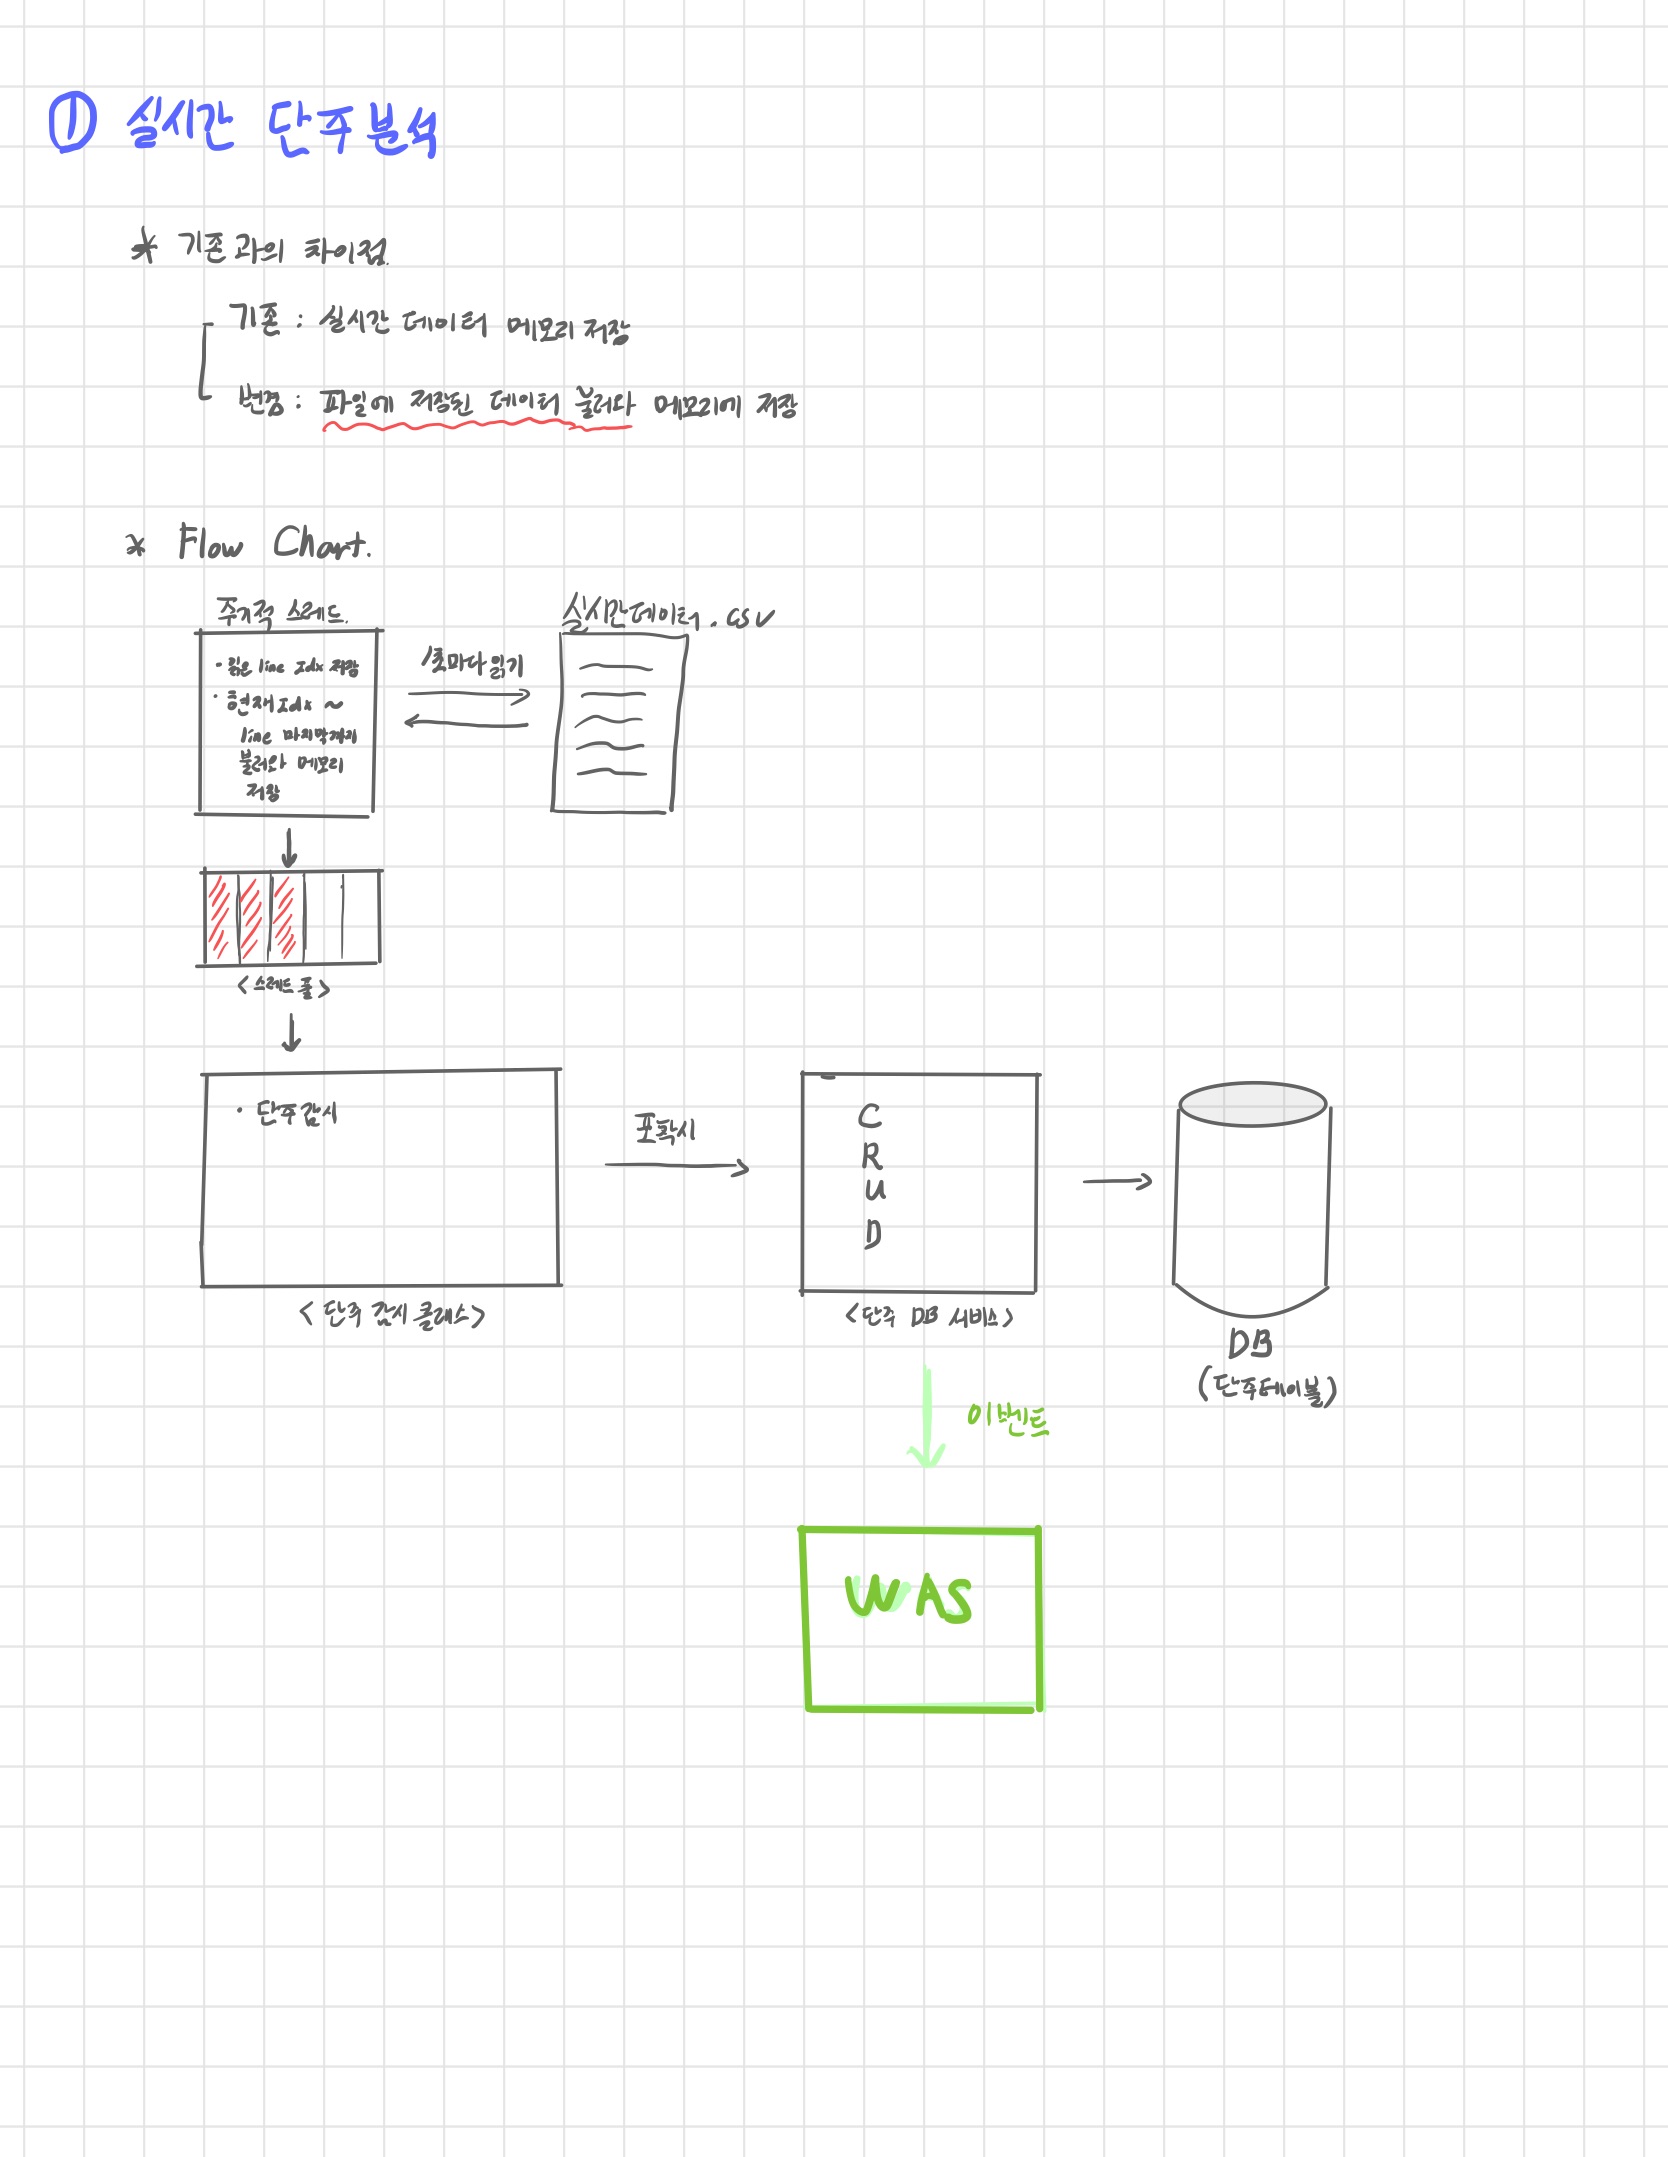 ① 실시간 단주분석
* 기존과의 차이점.
기존 : 실시간 데이터 메모리 저장
변경 : 파일에 저장된 데이터 불러와 메모리에 저장
* Flow Chart.
주기적 스레드.
실시간데이터.csv
· 읽은 line Idx 저장
· 현재Idx ~
line 마지막까지
불러와 메모리
저장
초마다 읽기
<스레드 풀>
· 단주감시
<단주 감시 클래스>
포착시
C
R
U
D
<단주 DB 서비스>
DB
(단주테이블)
이벤트
WAS